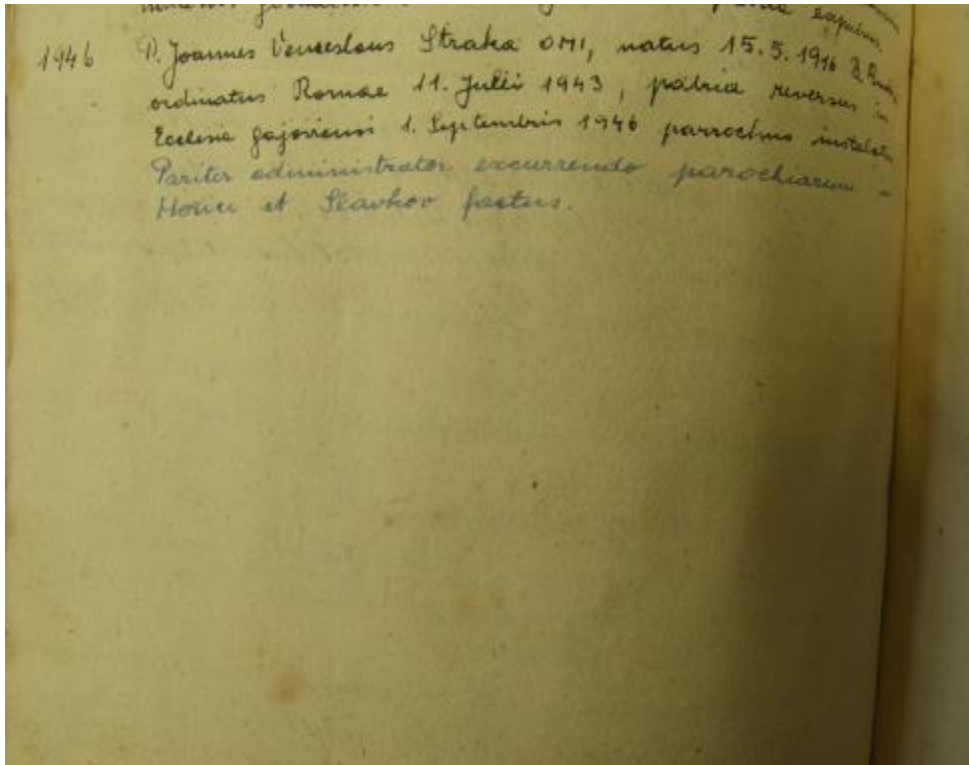 expulsus.
1946 P. Joannes Venceslaus Straka OMI, natus 15.5.1916
ordinatus Romae 11. Julii 1943, patria reversus in
Ecclesia gajoviensi 1. Septembris 1946 parrochus
Pariter administrator excurrendo parochiarum -
Horice et Slavkov factus.